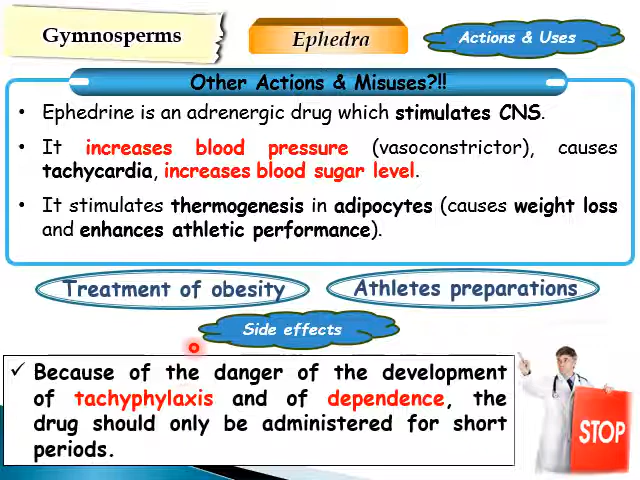 Gymnosperms
Ephedra
Actions & Uses
Other Actions & Misuses?!!
• Ephedrine is an adrenergic drug which stimulates CNS.
• It increases blood pressure (vasoconstrictor), causes
tachycardia, increases blood sugar level.
• It stimulates thermogenesis in adipocytes (causes weight loss
and enhances athletic performance).
Treatment of obesity
Athletes preparations
Side effects
✓ Because of the danger of the development
of tachyphylaxis and of dependence, the
drug should only be administered for short
periods.
STOP